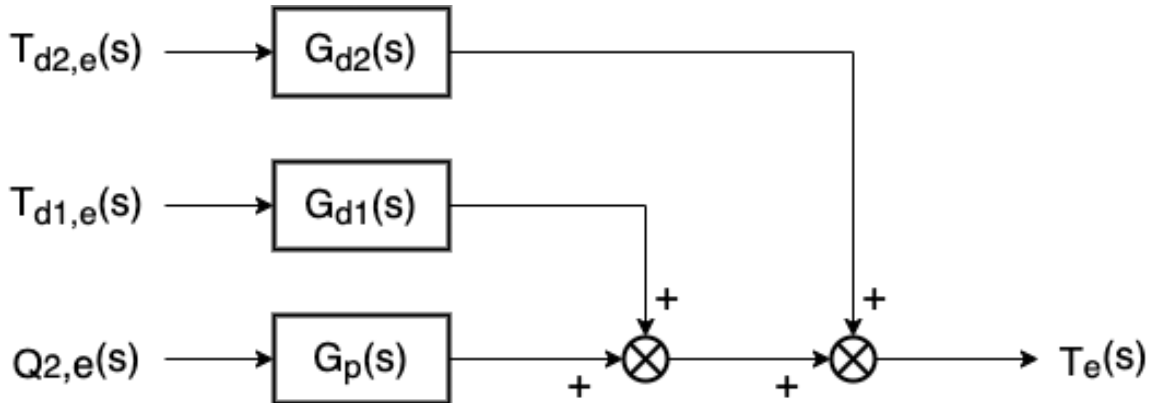 T_d2,e(s) G_d2(s)
T_d1,e(s) G_d1(s)
+ +
Q2,e(s) G_p(s) T_e(s)
+ +